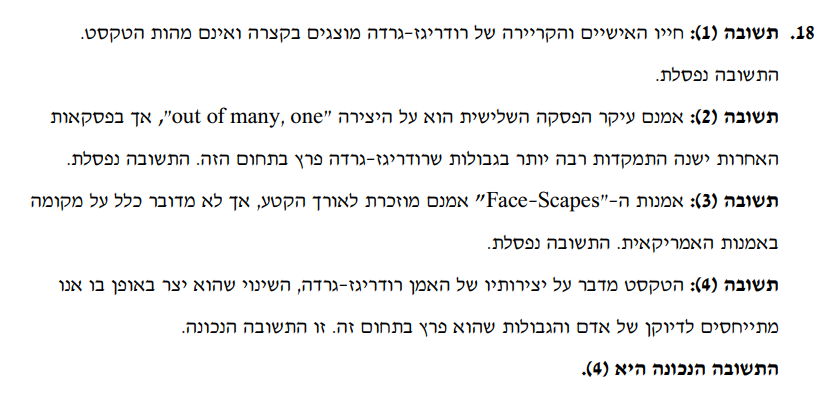 18. תשובה (1): חייו האישיים והקריירה של רודריגז-גרדה מוצגים בקצרה ואינם מהות הטקסט.
התשובה נפסלת.
תשובה (2): אמנם עיקר הפסקה השלישית הוא על היצירה "out of many, one", אך בפסקאות
האחרות ישנה התמקדות רבה יותר בגבולות שרודריגז-גרדה פרץ בתחום הזה. התשובה נפסלת.
תשובה (3): אמנות ה-"Face-Scapes" אמנם מוזכרת לאורך הקטע, אך לא מדובר כלל על מקומה
באמנות האמריקאית. התשובה נפסלת.
תשובה (4): הטקסט מדבר על יצירותיו של האמן רודריגז-גרדה, השינוי שהוא יצר באופן בו אנו
מתייחסים לדיוקן של אדם והגבולות שהוא פרץ בתחום זה. זו התשובה הנכונה.
התשובה הנכונה היא (4).